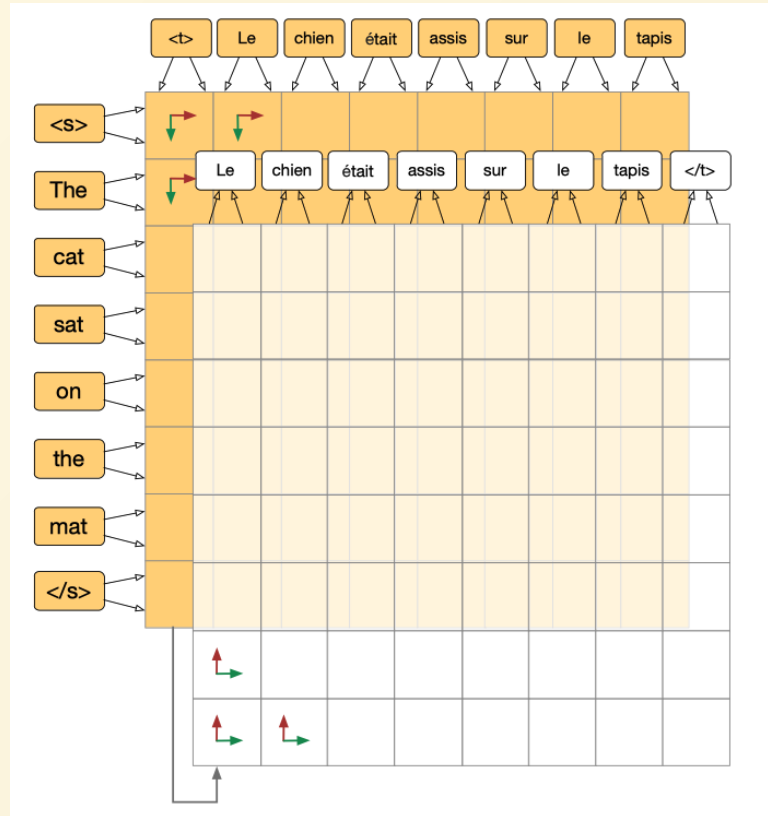 <t> Le chien était assis sur le tapis
<s>
The
Le chien était assis sur le tapis </t>
cat
sat
on
the
mat
</s>